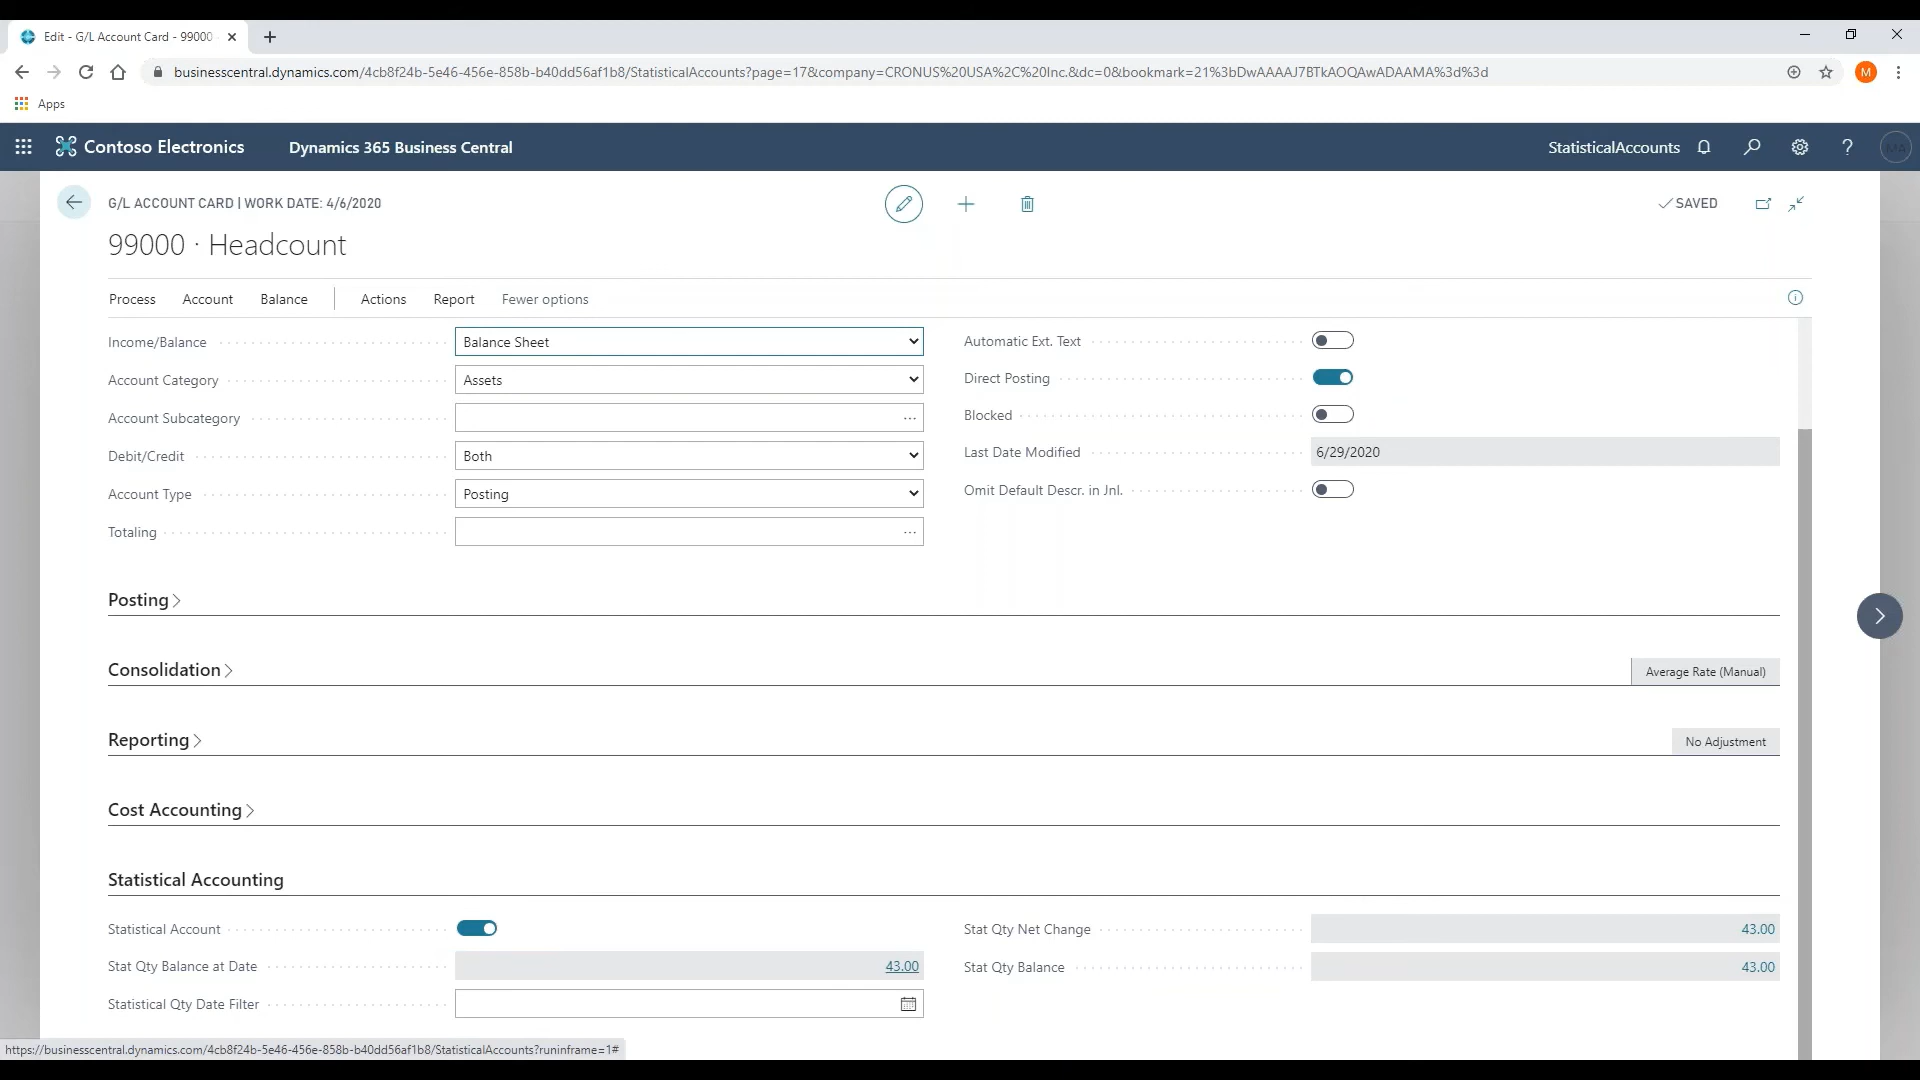 Edit - G/L Account Card - 99000
businesscentral.dynamics.com/4cb8f24b-5e46-456e-858b-b40dd56af1b8/StatisticalAccounts?page=17&company=CRONUS%20USA%2C%20Inc.&dc=0&bookmark=21%3bDwAAAAJ7BTkAOQAwADAAMA%3d%3d
M
Apps
Contoso Electronics
Dynamics 365 Business Central
StatisticalAccounts
?
MA
G/L ACCOUNT CARD | WORK DATE: 4/6/2020
SAVED
99000 · Headcount
Process Account Balance Actions Report Fewer options
Income/Balance Balance Sheet Automatic Ext. Text
Account Category Assets Direct Posting
Account Subcategory Blocked
Debit/Credit Both Last Date Modified 6/29/2020
Account Type Posting Omit Default Descr. in Jnl.
Totaling
Posting
Consolidation Average Rate (Manual)
Reporting No Adjustment
Cost Accounting
Statistical Accounting
Statistical Account Stat Qty Net Change 43.00
Stat Qty Balance at Date 43.00 Stat Qty Balance 43.00
Statistical Qty Date Filter
https://businesscentral.dynamics.com/4cb8f24b-5e46-456e-858b-b40dd56af1b8/StatisticalAccounts?runinframe=1#